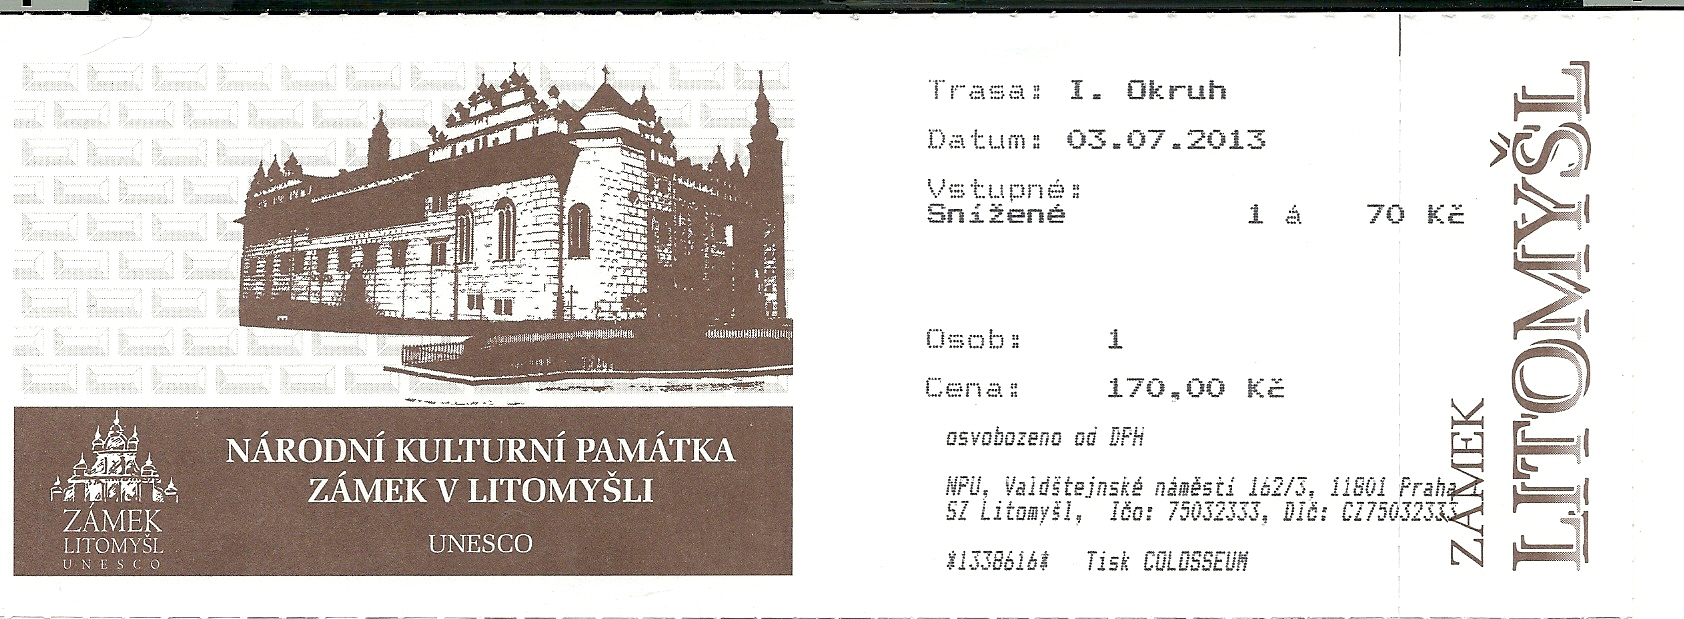 NÁRODNÍ KULTURNÍ PAMÁTKA
ZÁMEK V LITOMYŠLI
UNESCO
ZÁMEK
LITOMYŠL
UNESCO
Trasa: I. Okruh
Datum: 03.07.2013
Vstupné:
Snížené 1 á 70 Kč
Osob: 1
Cena: 170,00 Kč
osvobozeno od DPH
NPU, Valdštejnské náměstí 162/3, 11801 Praha 1
SZ Litomyšl, Ičo: 75032333, DIč: CZ75032333
*1338616* Tisk COLOSSEUM
ZÁMEK
LITOMYŠL